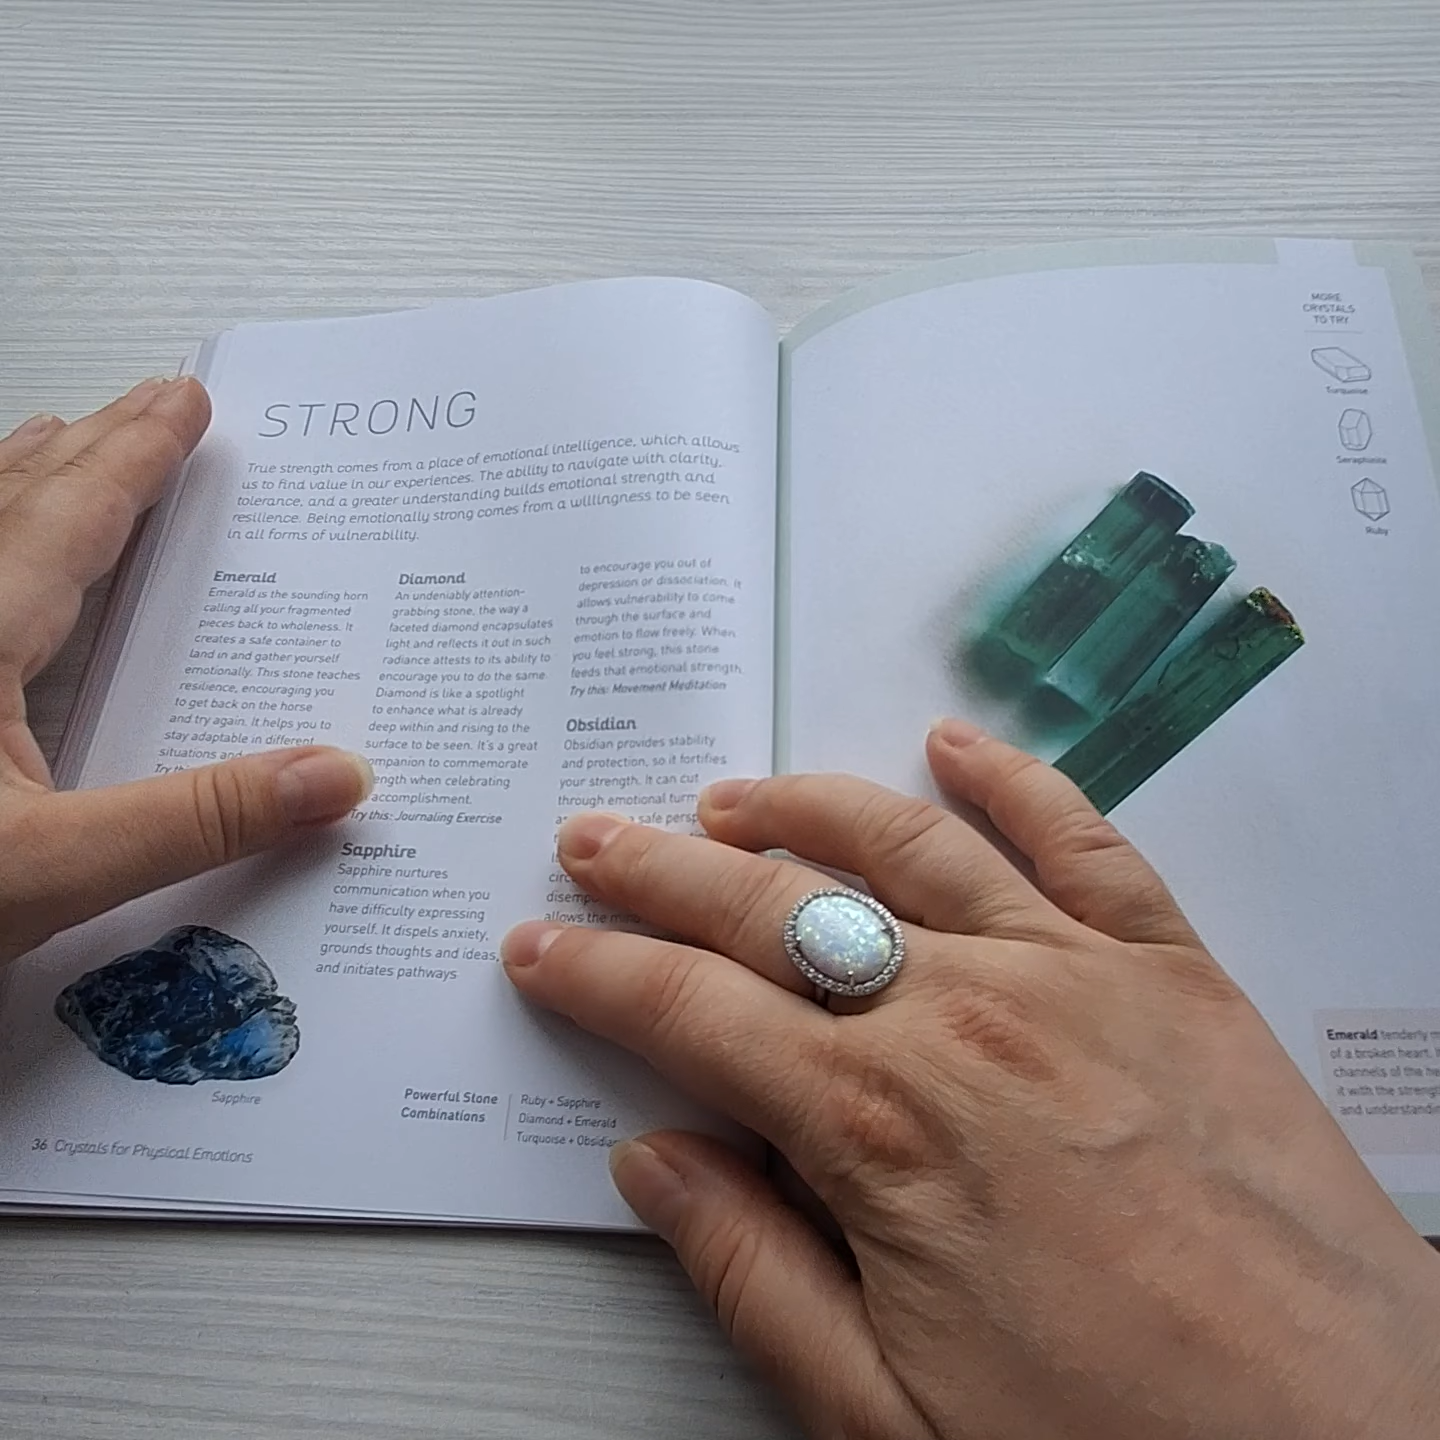 STRONG
True strength comes from a place of emotional intelligence, which allows
us to find value in our experiences. The ability to navigate with clarity,
tolerance, and a greater understanding builds emotional strength and
resilience. Being emotionally strong comes from a willingness to be seen
in all forms of vulnerability.
Emerald
Emerald is the sounding horn
calling all your fragmented
pieces back to wholeness. It
creates a safe container to
land in and gather yourself
emotionally. This stone teaches
resilience, encouraging you
to get back on the horse
and try again. It helps you to
stay adaptable in different
situations and
Try
Diamond
An undeniably attention-
grabbing stone, the way a
faceted diamond encapsulates
light and reflects it out in such
radiance attests to its ability to
encourage you to do the same.
Diamond is like a spotlight
to enhance what is already
deep within and rising to the
surface to be seen. It's a great
companion to commemorate
when celebrating
accomplishment.
Try this: Journaling Exercise
Sapphire
Sapphire nurtures
communication when you
have difficulty expressing
yourself. It dispels anxiety,
grounds thoughts and ideas,
and initiates pathways
to encourage you out of
depression or dissociation. It
allows vulnerability to come
through the surface and
emotion to flow freely. When
you feel strong, this stone
feeds that emotional strength.
Try this: Movement Meditation
Obsidian
Obsidian provides stability
and protection, so it fortifies
your strength. It can cut
through emotional
a safe
allows the
Sapphire
Powerful Stone
Combinations
Ruby + Sapphire
Diamond + Emerald
Turquoise + Obsidian
36 Crystals for Physical Emotions
MORE
CRYSTALS
TO TRY
Turquoise
Seraphinite
Ruby
Emerald tenderly
of a broken heart.
channels of the
it with the
and